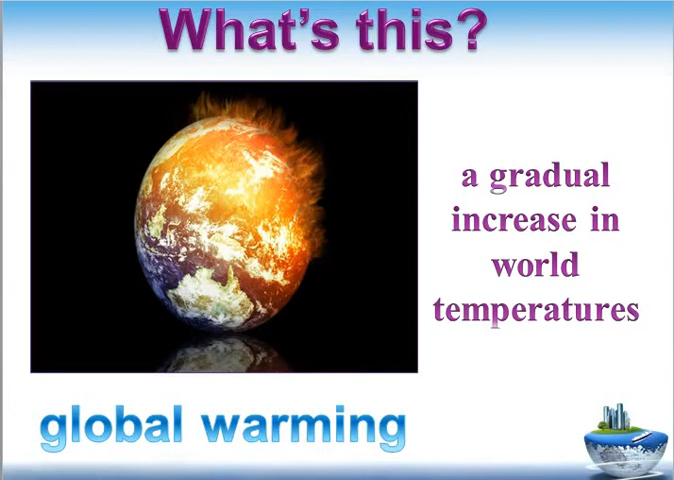 What's this?
a gradual
increase in
world
temperatures
global warming